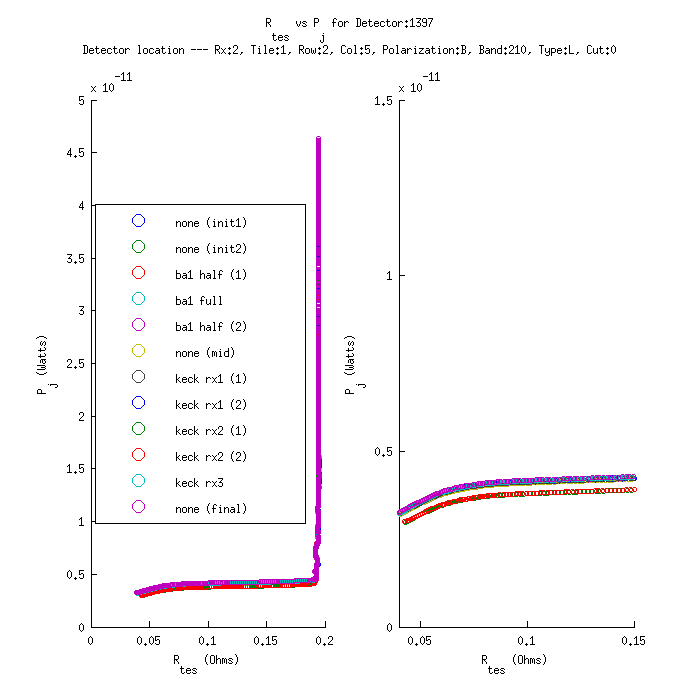 R_tes vs P_j for Detector:1397
Detector location --- Rx:2, Tile:1, Row:2, Col:5, Polarization:B, Band:210, Type:L, Cut:0
x 10^-11
5
4.5
4
3.5
3
2.5
2
1.5
1
0.5
0
P_j (Watts)
none (init1)
none (init2)
ba1 half (1)
ba1 full
ba1 half (2)
none (mid)
keck rx1 (1)
keck rx1 (2)
keck rx2 (1)
keck rx2 (2)
keck rx3
none (final)
0 0.05 0.1 0.15 0.2
R_tes (Ohms)
x 10^-11
1.5
1
0.5
0
P_j (Watts)
0.05 0.1 0.15
R_tes (Ohms)